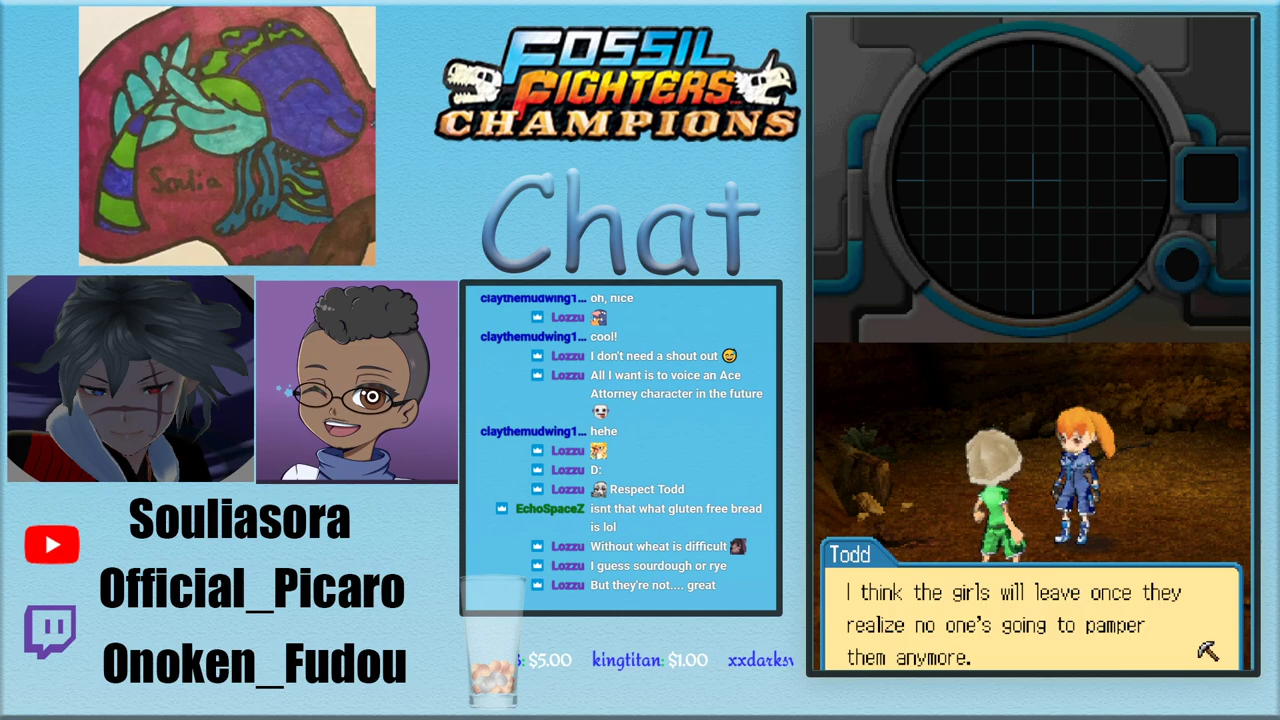 Soulia
FOSSIL
FIGHTERS
CHAMPIONS
Chat
claythemudwing1... oh, nice
Lozzu
claythemudwing1... cool!
Lozzu I don't need a shout out 😅
Lozzu All I want is to voice an Ace
Attorney character in the future
claythemudwing1... hehe
Lozzu
Lozzu D:
Lozzu Respect Todd
EchoSpaceZ isnt that what gluten free bread
is lol
Lozzu Without wheat is difficult
Lozzu I guess sourdough or rye
Lozzu But they're not.... great
Souliasora
Official_Picaro
Onoken_Fudou
: $5.00 kingtitan: $1.00 xxdarksv
Todd
I think the girls will leave once they
realize no one's going to pamper
them anymore.